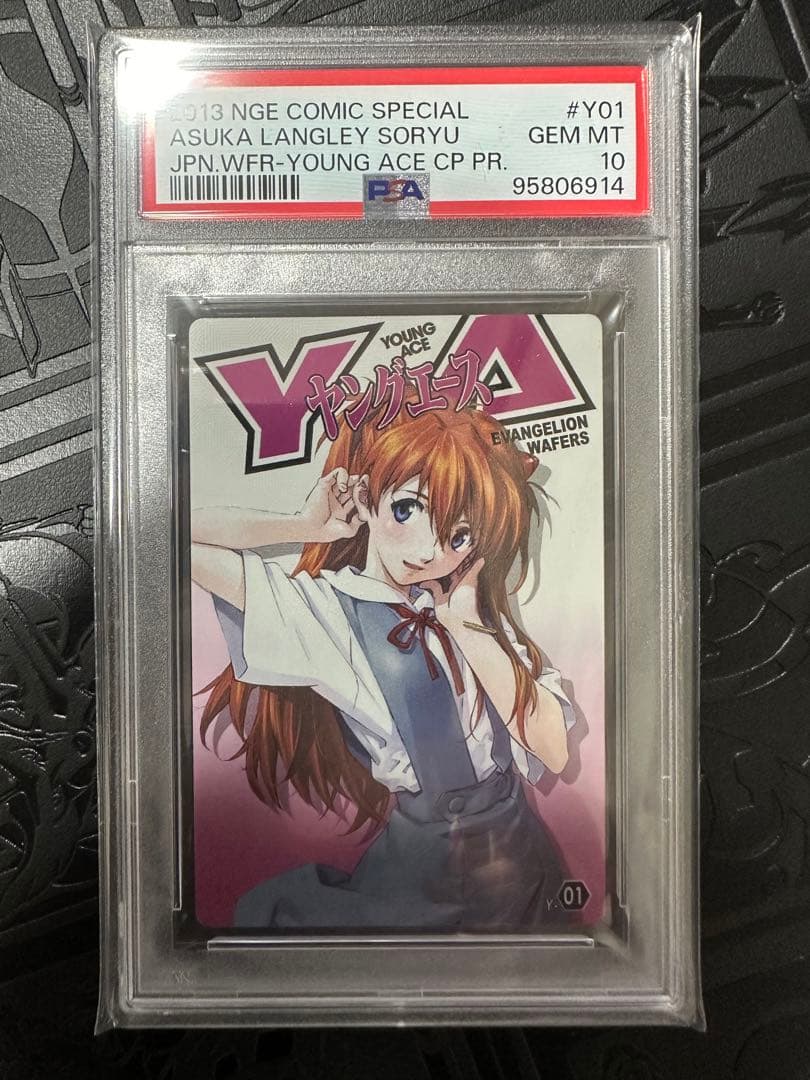 2013 NGE COMIC SPECIAL #Y01
ASUKA LANGLEY SORYU GEM MT
JPN.WFR-YOUNG ACE CP PR. 10
PSA 95806914
YOUNG
ACE
YA
ヤングエース
EVANGELION
WAFERS
Y. 01